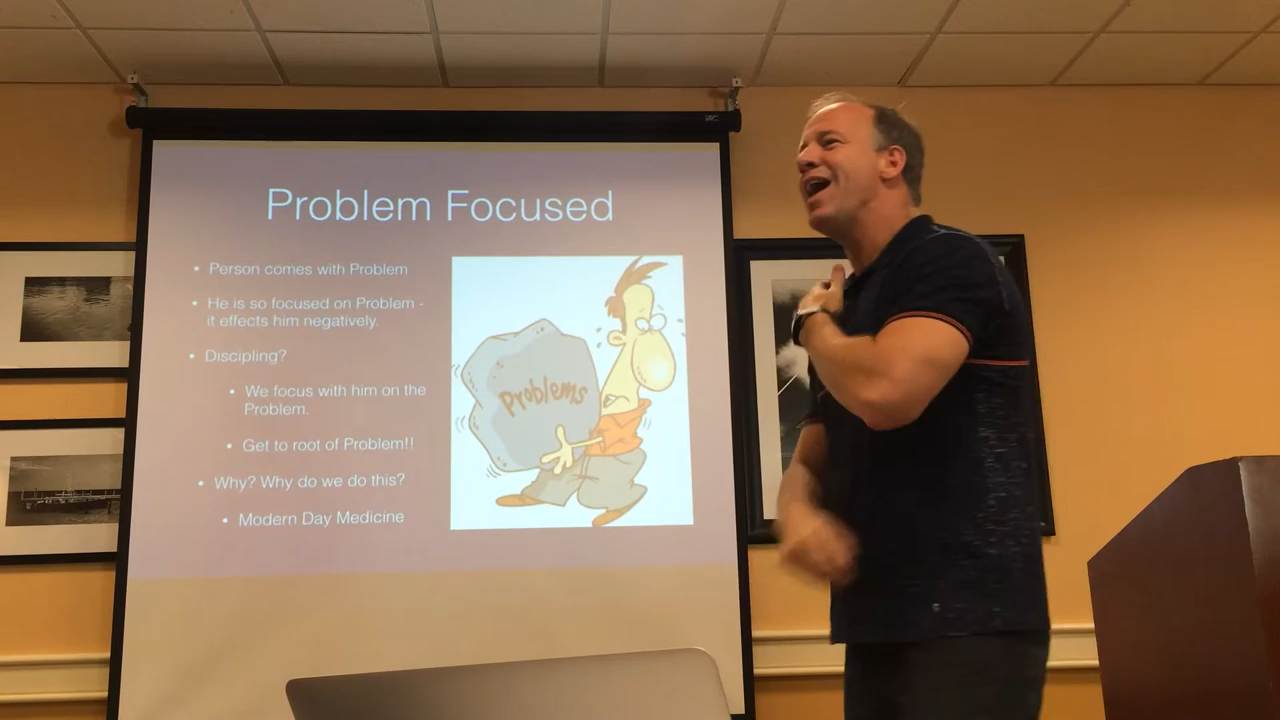 Problem Focused
• Person comes with Problem
• He is so focused on Problem -
it effects him negatively.
• Discipling?
• We focus with him on the
Problem.
• Get to root of Problem!!
• Why? Why do we do this?
• Modern Day Medicine
Problems